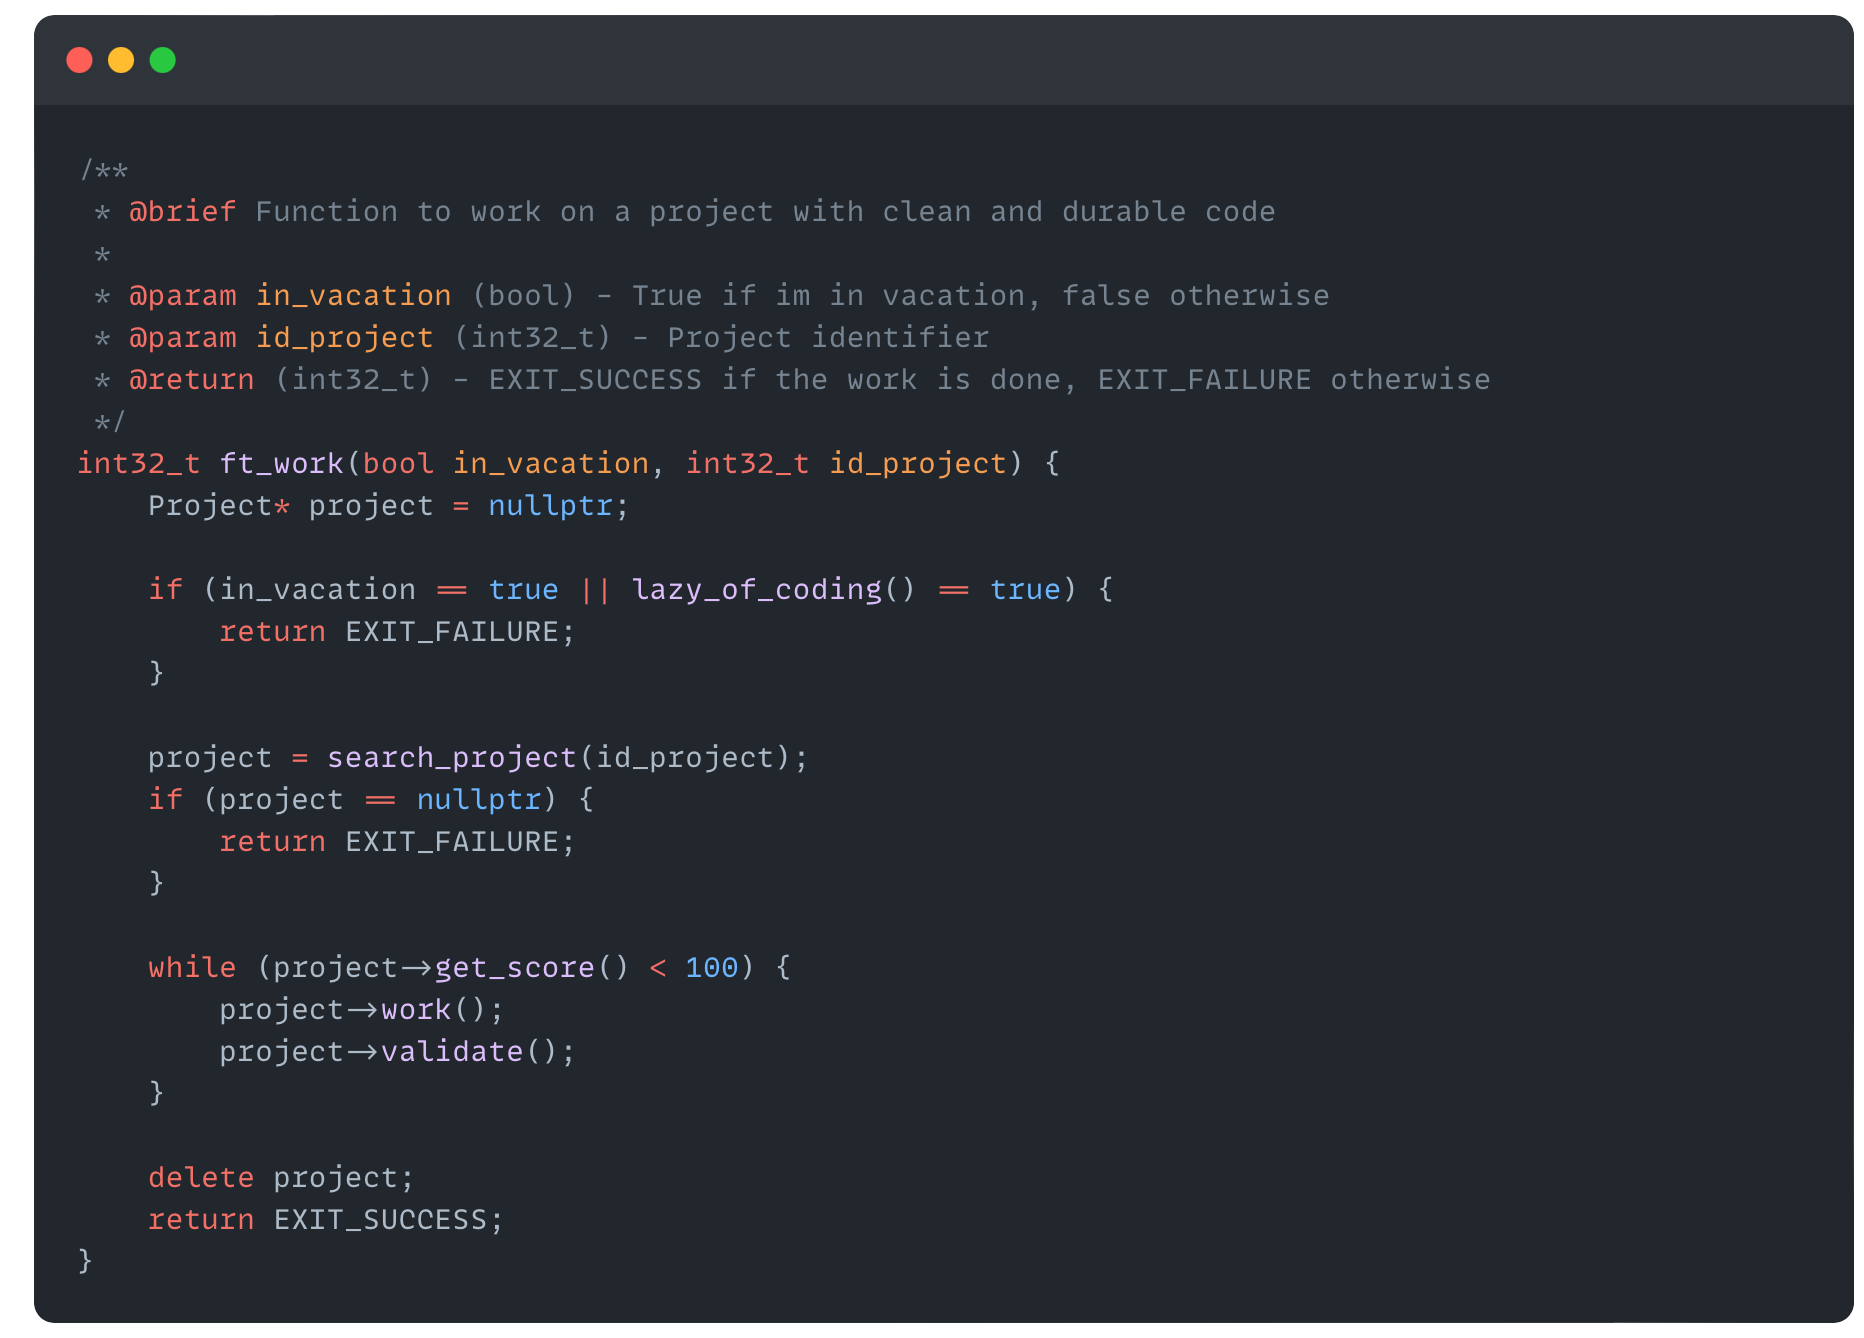 /**
 * @brief Function to work on a project with clean and durable code
 *
 * @param in_vacation (bool) - True if im in vacation, false otherwise
 * @param id_project (int32_t) - Project identifier
 * @return (int32_t) - EXIT_SUCCESS if the work is done, EXIT_FAILURE otherwise
 */
int32_t ft_work(bool in_vacation, int32_t id_project) {
    Project* project = nullptr;

    if (in_vacation == true || lazy_of_coding() == true) {
        return EXIT_FAILURE;
    }

    project = search_project(id_project);
    if (project == nullptr) {
        return EXIT_FAILURE;
    }

    while (project->get_score() < 100) {
        project->work();
        project->validate();
    }

    delete project;
    return EXIT_SUCCESS;
}